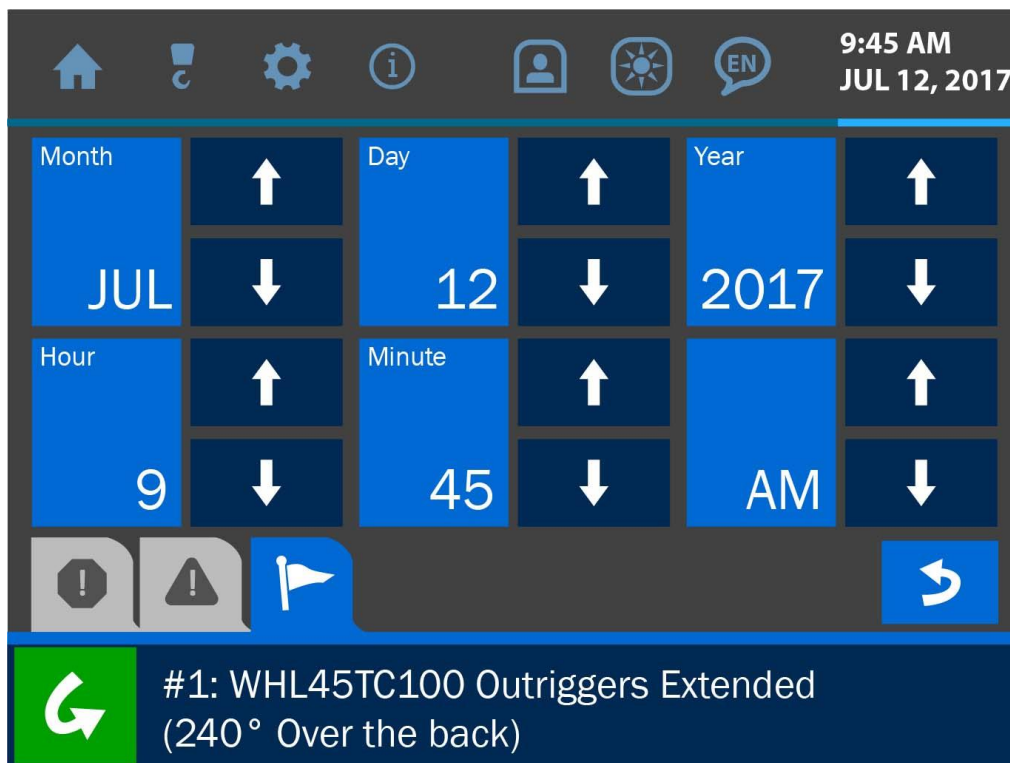 EN
9:45 AM
JUL 12, 2017
Month
JUL
Day
12
Year
2017
Hour
9
Minute
45
AM
#1: WHL45TC100 Outriggers Extended
(240° Over the back)